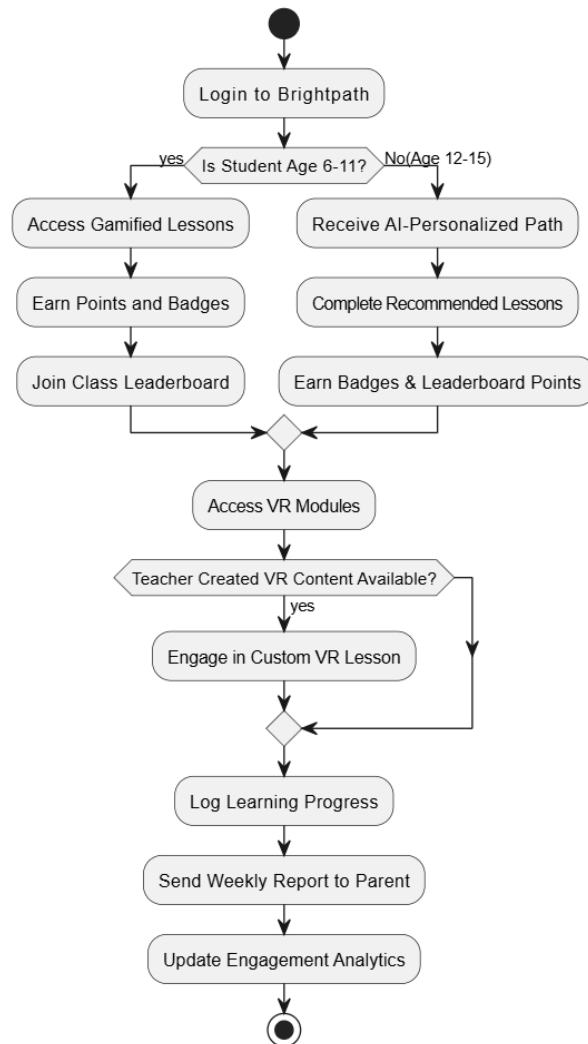 Login to Brightpath
yes
Is Student Age 6-11?
No(Age 12-15)
Access Gamified Lessons
Receive AI-Personalized Path
Earn Points and Badges
Complete Recommended Lessons
Join Class Leaderboard
Earn Badges & Leaderboard Points
Access VR Modules
Teacher Created VR Content Available?
yes
Engage in Custom VR Lesson
Log Learning Progress
Send Weekly Report to Parent
Update Engagement Analytics